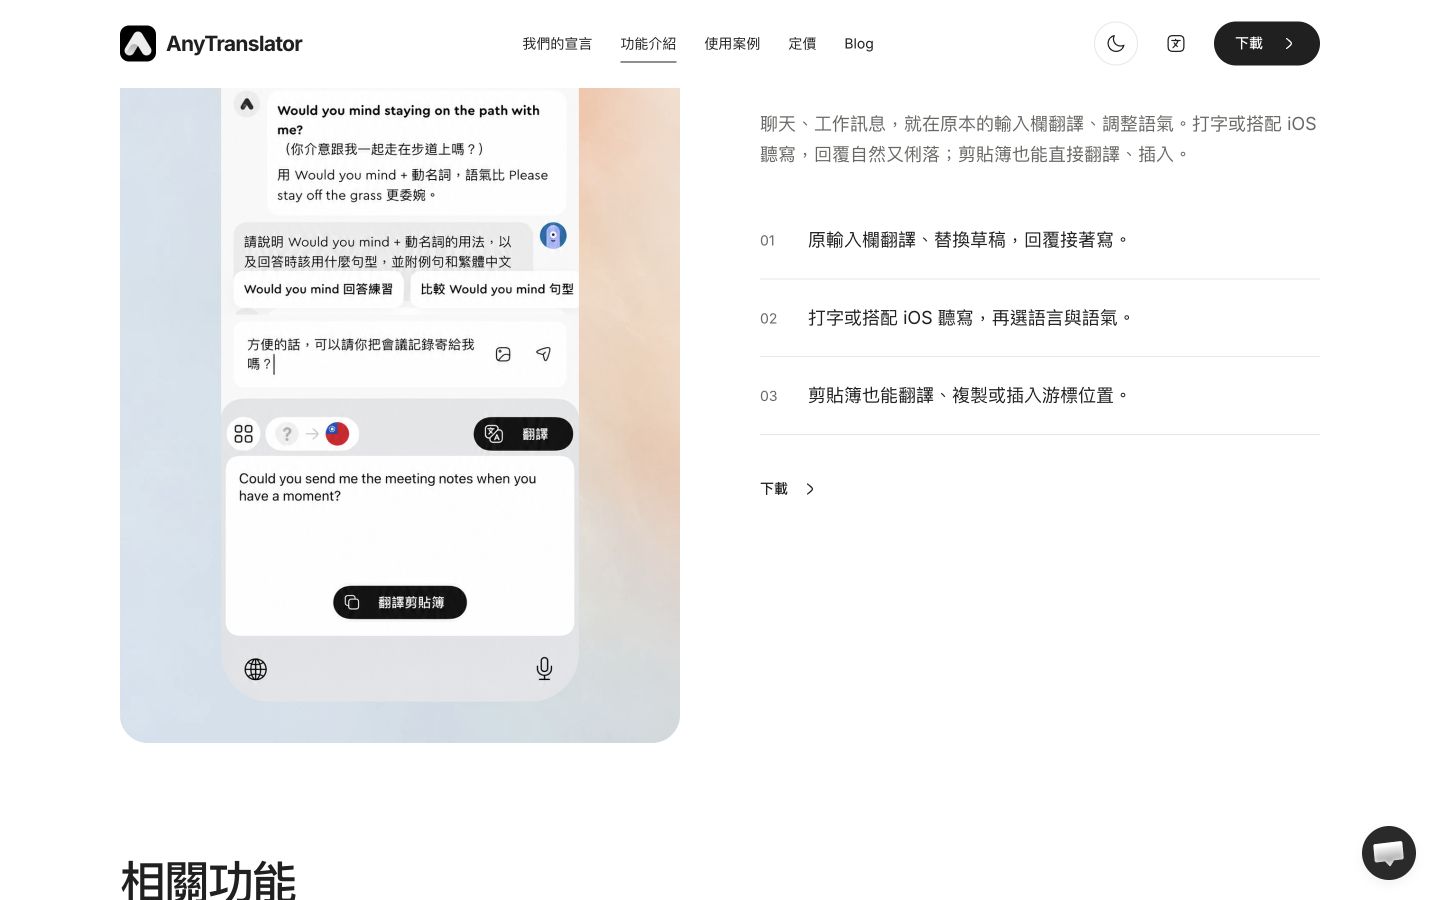 AnyTranslator
我們的宣言
功能介紹
使用案例
定價
Blog
下載
Would you mind staying on the path with
me?
（你介意跟我一起走在步道上嗎？）
用 Would you mind + 動名詞，語氣比 Please
stay off the grass 更委婉。
請說明 Would you mind + 動名詞的用法，以
及回答時該用什麼句型，並附例句和繁體中文
Would you mind 回答練習
比較 Would you mind 句型
方便的話，可以請你把會議記錄寄給我
嗎？
?
翻譯
Could you send me the meeting notes when you
have a moment?
翻譯剪貼簿
聊天、工作訊息，就在原本的輸入欄翻譯、調整語氣。打字或搭配 iOS
聽寫，回覆自然又俐落；剪貼簿也能直接翻譯、插入。
01 原輸入欄翻譯、替換草稿，回覆接著寫。
02 打字或搭配 iOS 聽寫，再選語言與語氣。
03 剪貼簿也能翻譯、複製或插入游標位置。
下載
相關功能